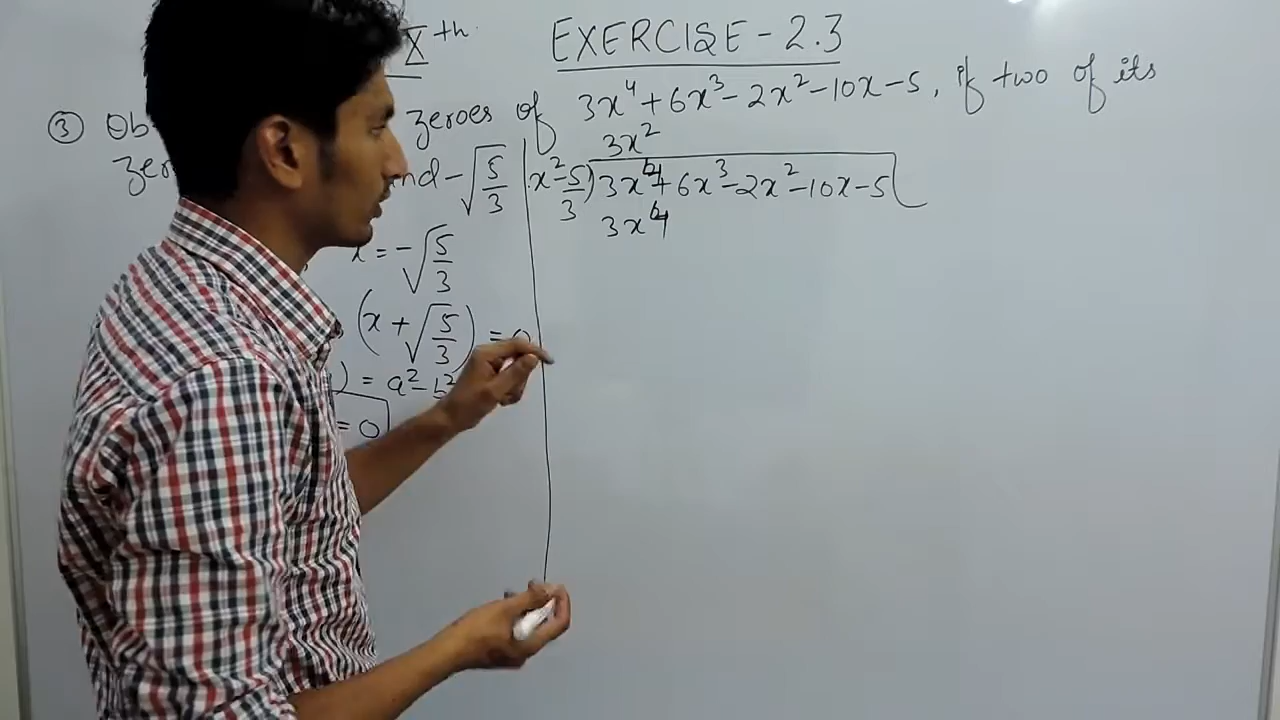 Xth EXERCISE - 2.3
③ Ob zeroes of 3x⁴ + 6x³ - 2x² - 10x - 5, if two of its
zer nd -√(5/3)
x = -√(5/3)
(x + √(5/3)) = 0
) = a² - b²
= 0
3x²
x² - 5/3) 3x⁴ + 6x³ - 2x² - 10x - 5(
3x⁴